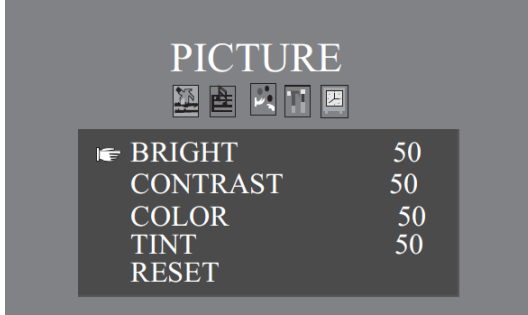 PICTURE
BRIGHT 50
CONTRAST 50
COLOR 50
TINT 50
RESET